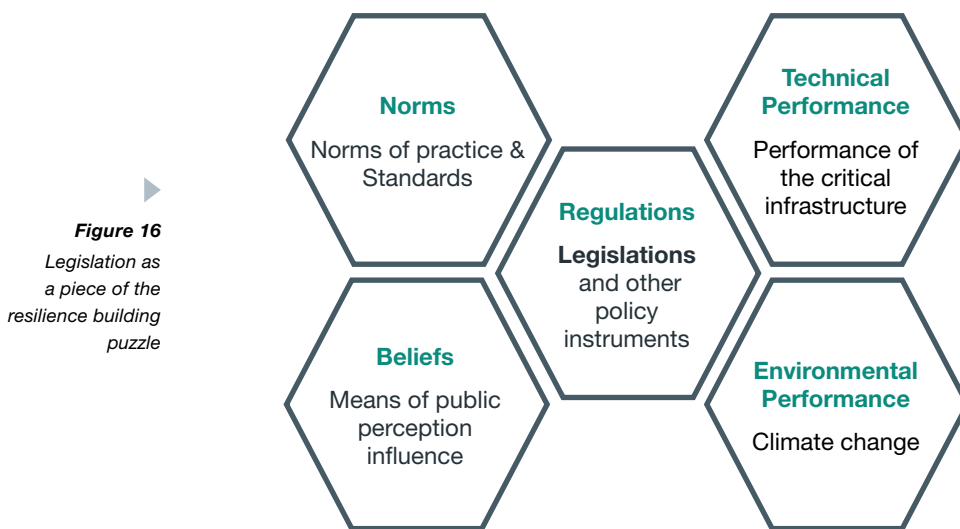 Figure 16
Legislation as
a piece of the
resilience building
puzzle
Norms
Norms of practice &
Standards
Beliefs
Means of public
perception
influence
Regulations
Legislations
and other
policy
instruments
Technical
Performance
Performance of
the critical
infrastructure
Environmental
Performance
Climate change